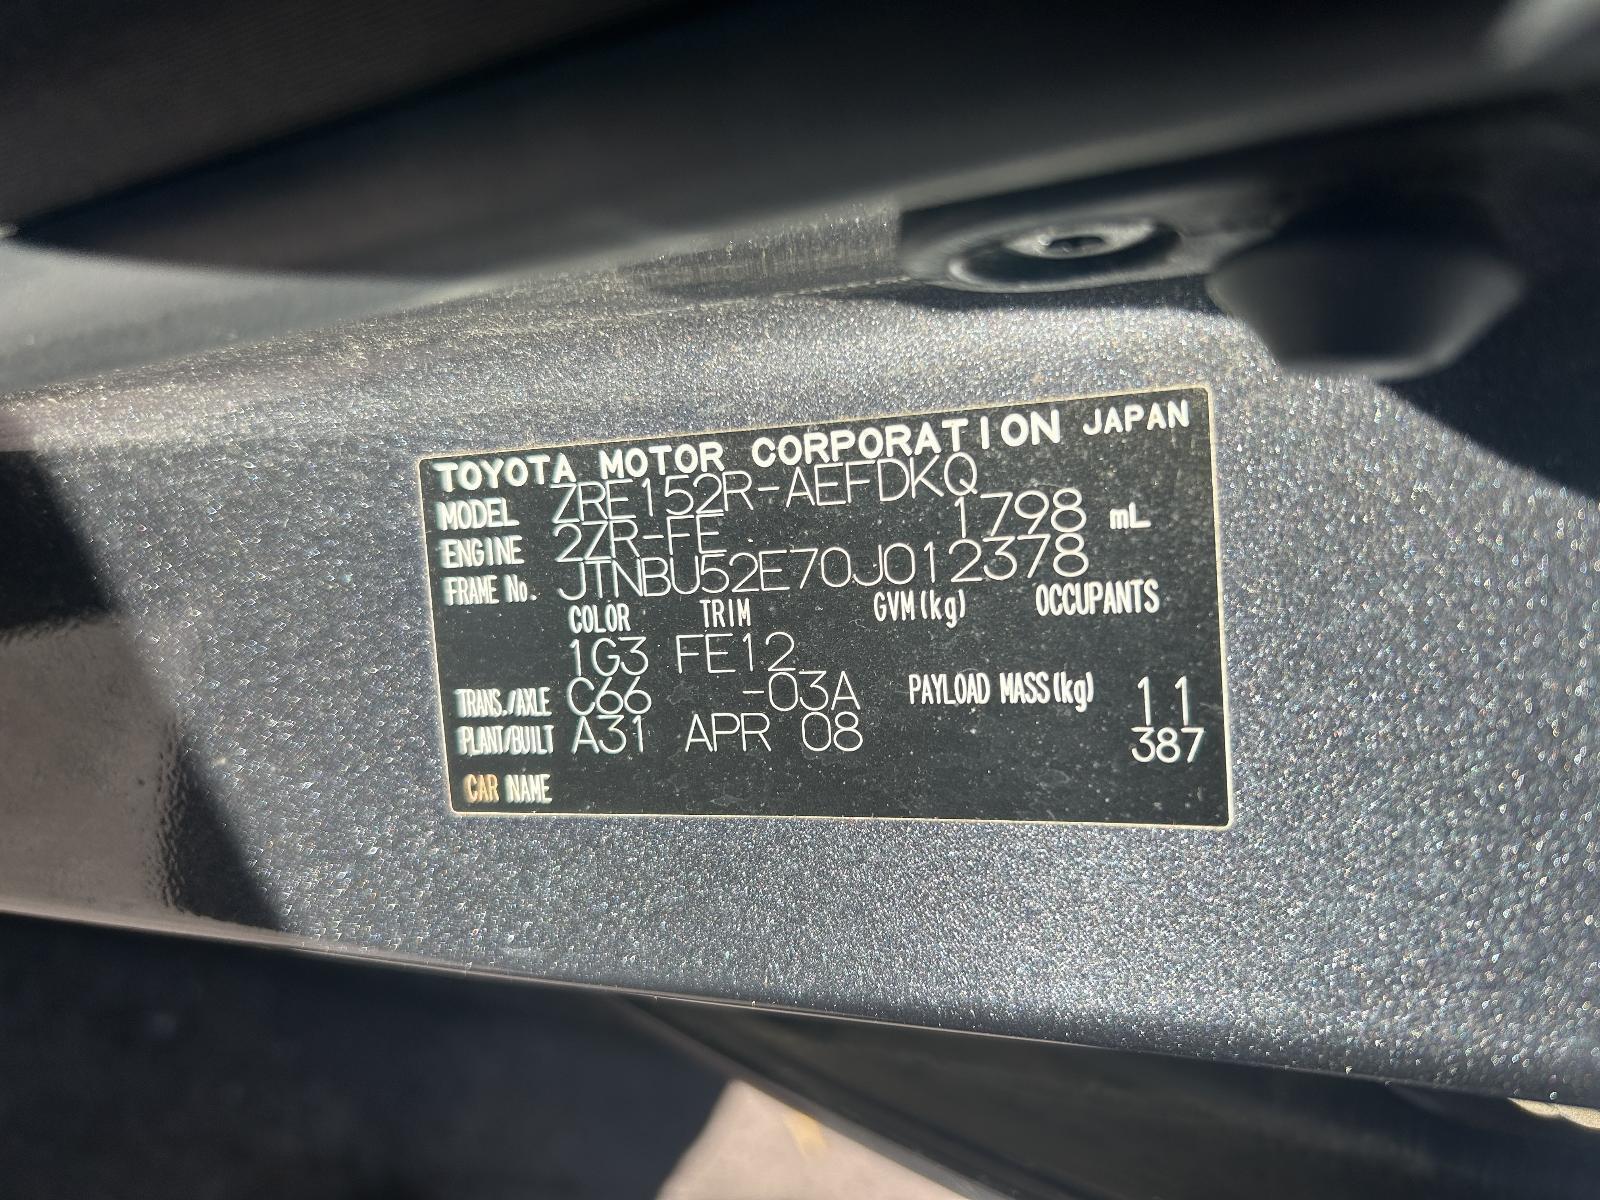 TOYOTA MOTOR CORPORATION JAPAN
MODEL ZRE152R-AEFDKQ
ENGINE 2ZR-FE 1798 mL
FRAME No. JTNBU52E70J012378
COLOR TRIM GVM(kg) OCCUPANTS
1G3 FE12
TRANS./AXLE C66 -03A PAYLOAD MASS(kg) 11
PLANT/BUILT A31 APR 08 387
CAR NAME